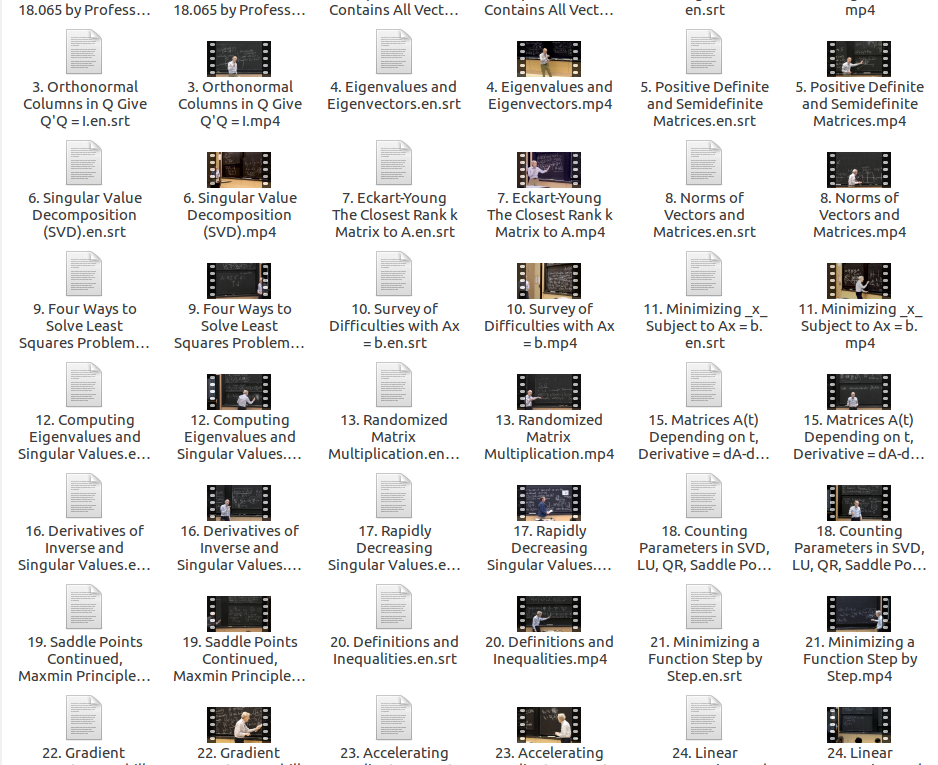 18.065 by Profess...
18.065 by Profess...
Contains All Vect...
Contains All Vect...
en.srt
mp4
3. Orthonormal
Columns in Q Give
Q'Q = I.en.srt
3. Orthonormal
Columns in Q Give
Q'Q = I.mp4
4. Eigenvalues and
Eigenvectors.en.srt
4. Eigenvalues and
Eigenvectors.mp4
5. Positive Definite
and Semidefinite
Matrices.en.srt
5. Positive Definite
and Semidefinite
Matrices.mp4
6. Singular Value
Decomposition
(SVD).en.srt
6. Singular Value
Decomposition
(SVD).mp4
7. Eckart-Young
The Closest Rank k
Matrix to A.en.srt
7. Eckart-Young
The Closest Rank k
Matrix to A.mp4
8. Norms of
Vectors and
Matrices.en.srt
8. Norms of
Vectors and
Matrices.mp4
9. Four Ways to
Solve Least
Squares Problem...
9. Four Ways to
Solve Least
Squares Problem...
10. Survey of
Difficulties with Ax
= b.en.srt
10. Survey of
Difficulties with Ax
= b.mp4
11. Minimizing _x_
Subject to Ax = b.
en.srt
11. Minimizing _x_
Subject to Ax = b.
mp4
12. Computing
Eigenvalues and
Singular Values.e...
12. Computing
Eigenvalues and
Singular Values....
13. Randomized
Matrix
Multiplication.en...
13. Randomized
Matrix
Multiplication.mp4
15. Matrices A(t)
Depending on t,
Derivative = dA-d...
15. Matrices A(t)
Depending on t,
Derivative = dA-d...
16. Derivatives of
Inverse and
Singular Values.e...
16. Derivatives of
Inverse and
Singular Values....
17. Rapidly
Decreasing
Singular Values.e...
17. Rapidly
Decreasing
Singular Values....
18. Counting
Parameters in SVD,
LU, QR, Saddle Po...
18. Counting
Parameters in SVD,
LU, QR, Saddle Po...
19. Saddle Points
Continued,
Maxmin Principle...
19. Saddle Points
Continued,
Maxmin Principle...
20. Definitions and
Inequalities.en.srt
20. Definitions and
Inequalities.mp4
21. Minimizing a
Function Step by
Step.en.srt
21. Minimizing a
Function Step by
Step.mp4
22. Gradient
22. Gradient
23. Accelerating
23. Accelerating
24. Linear
24. Linear